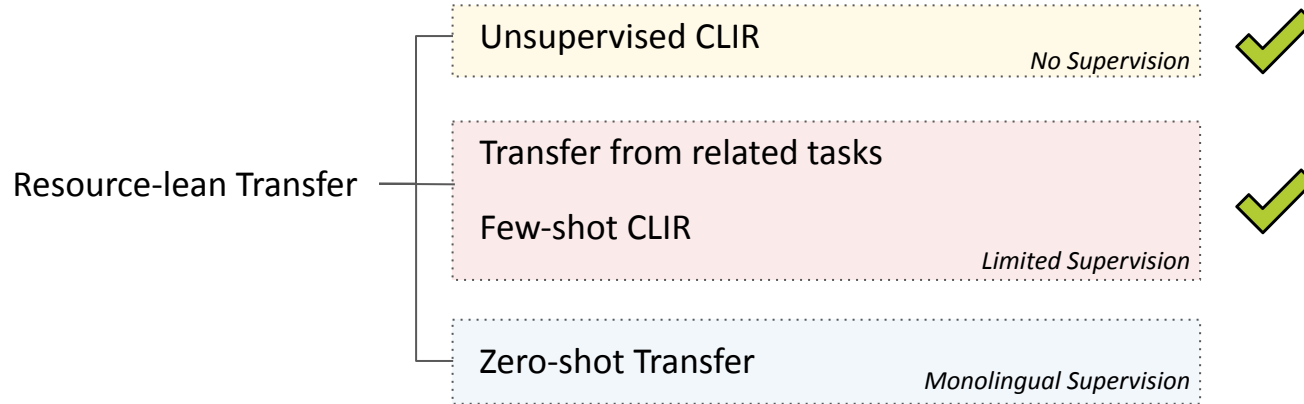 Unsupervised CLIR
No Supervision
Transfer from related tasks
Resource-lean Transfer
Few-shot CLIR
Limited Supervision
Zero-shot Transfer
Monolingual Supervision